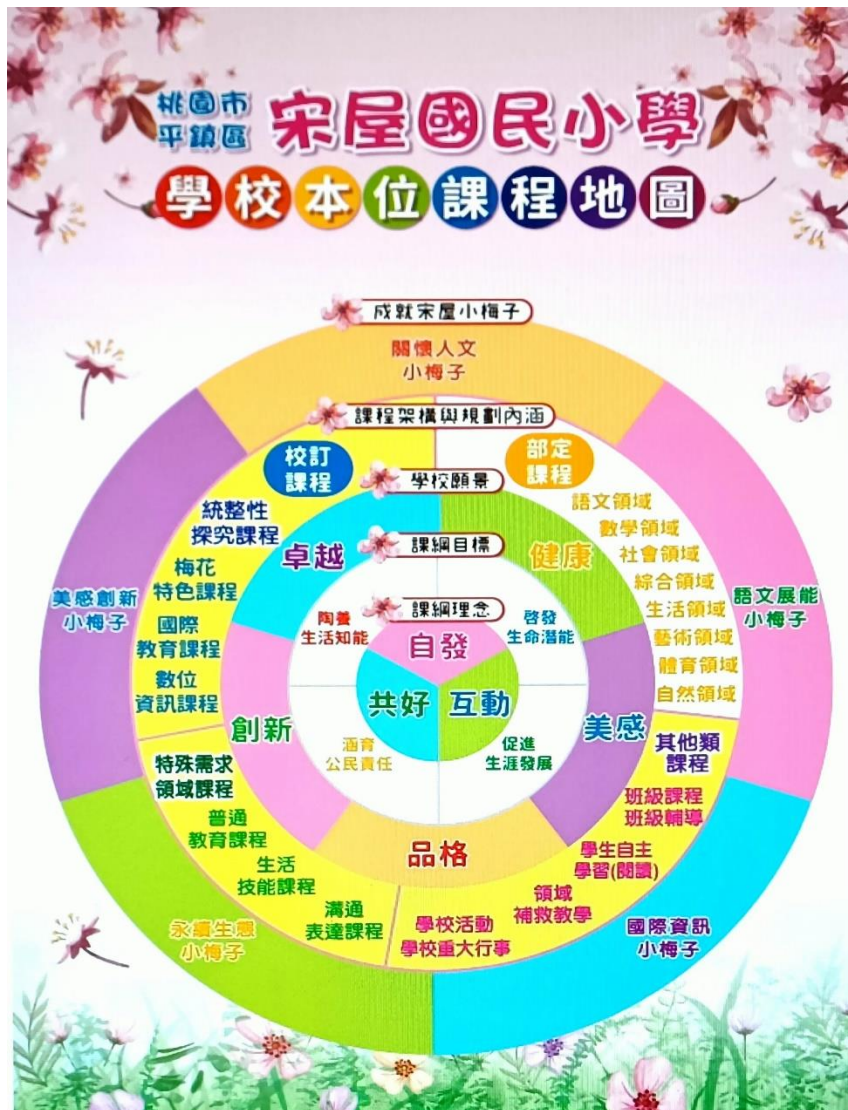 桃園市
平鎮區
宋屋國民小學
學校本位課程地圖
成就宋屋小梅子
關懷人文
小梅子
課程架構與規劃內涵
校訂
課程
部定
課程
學校願景
統整性
探究課程
卓越
課綱目標
健康
語文領域
數學領域
社會領域
綜合領域
生活領域
藝術領域
體育領域
自然領域
梅花
特色課程
國際
教育課程
數位
資訊課程
美感創新
小梅子
語文展能
小梅子
課綱理念
陶養
生活知能
啓發
生命潛能
自發
共好
互動
創新
美感
涵育
公民責任
促進
生涯發展
特殊需求
領域課程
普通
教育課程
生活
技能課程
溝通
表達課程
品格
其他類
課程
班級課程
班級輔導
學生自主
學習(閱讀)
領域
補救教學
學校活動
學校重大行事
永續生態
小梅子
國際資訊
小梅子